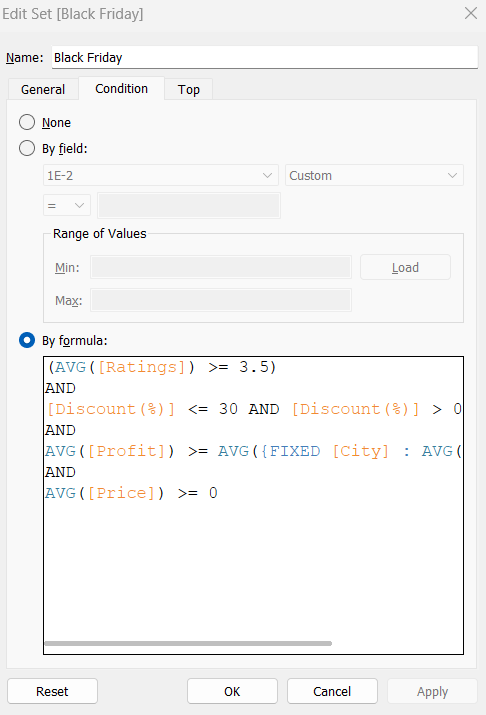 Edit Set [Black Friday]
Name: Black Friday
General Condition Top
None
By field:
1E-2 Custom
=
Range of Values
Min: Load
Max:
By formula:
(AVG([Ratings]) >= 3.5)
AND
[Discount(%)] <= 30 AND [Discount(%)] > 0
AND
AVG([Profit]) >= AVG({FIXED [City] : AVG(
AND
AVG([Price]) >= 0
Reset OK Cancel Apply